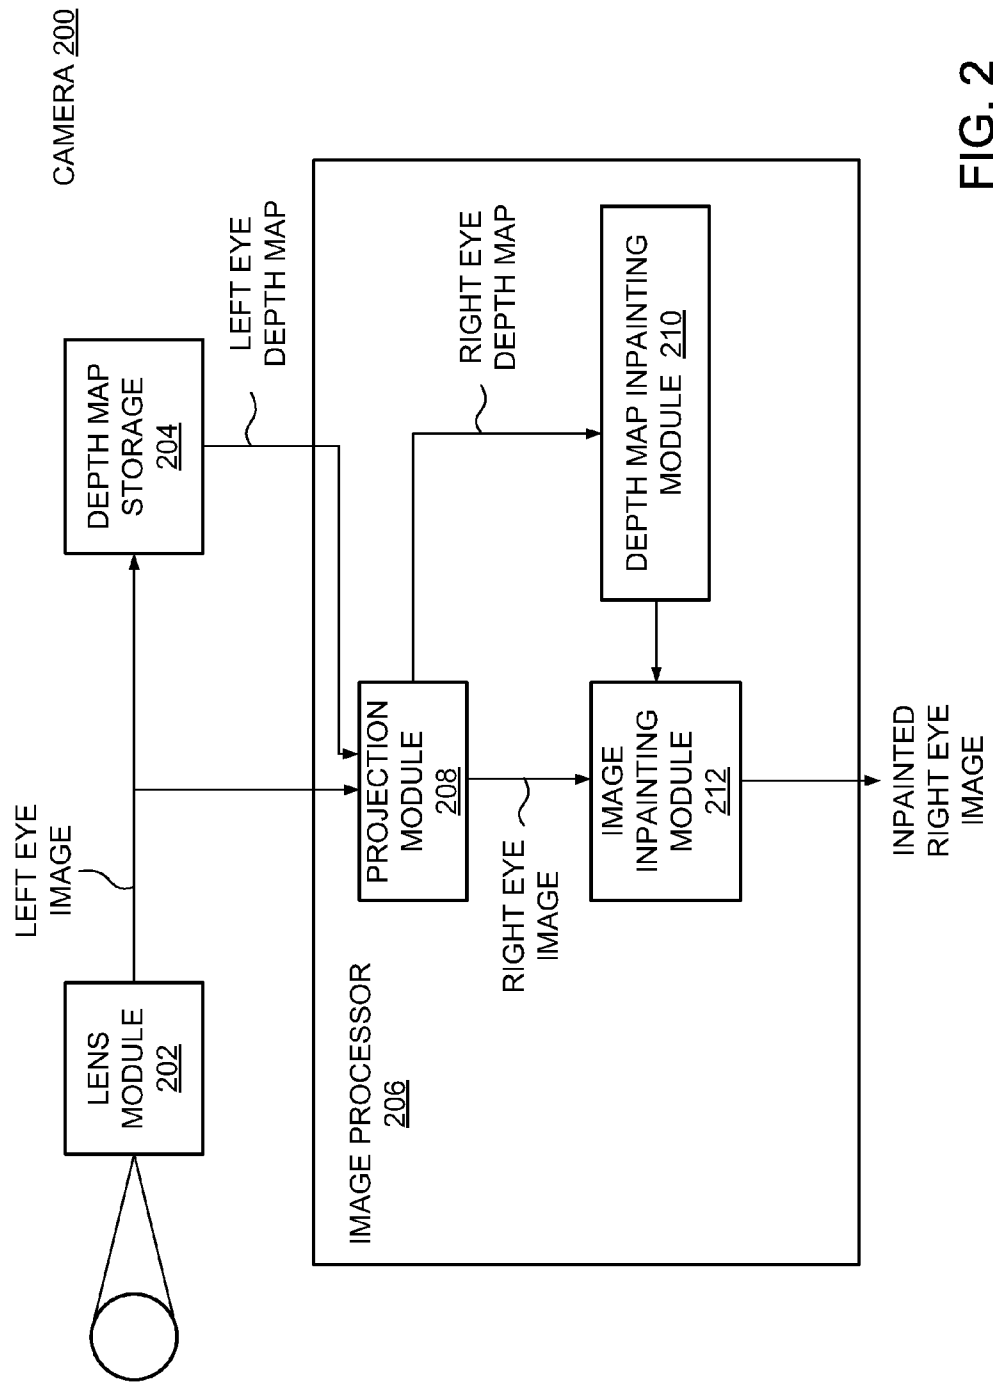 CAMERA 200
LEFT EYE
IMAGE
LENS
MODULE
202
DEPTH MAP
STORAGE
204
LEFT EYE
DEPTH MAP
IMAGE PROCESSOR
206
PROJECTION
MODULE
208
RIGHT EYE
DEPTH MAP
RIGHT EYE
IMAGE
IMAGE
INPAINTING
MODULE
212
DEPTH MAP INPAINTING
MODULE 210
INPAINTED
RIGHT EYE
IMAGE
FIG. 2